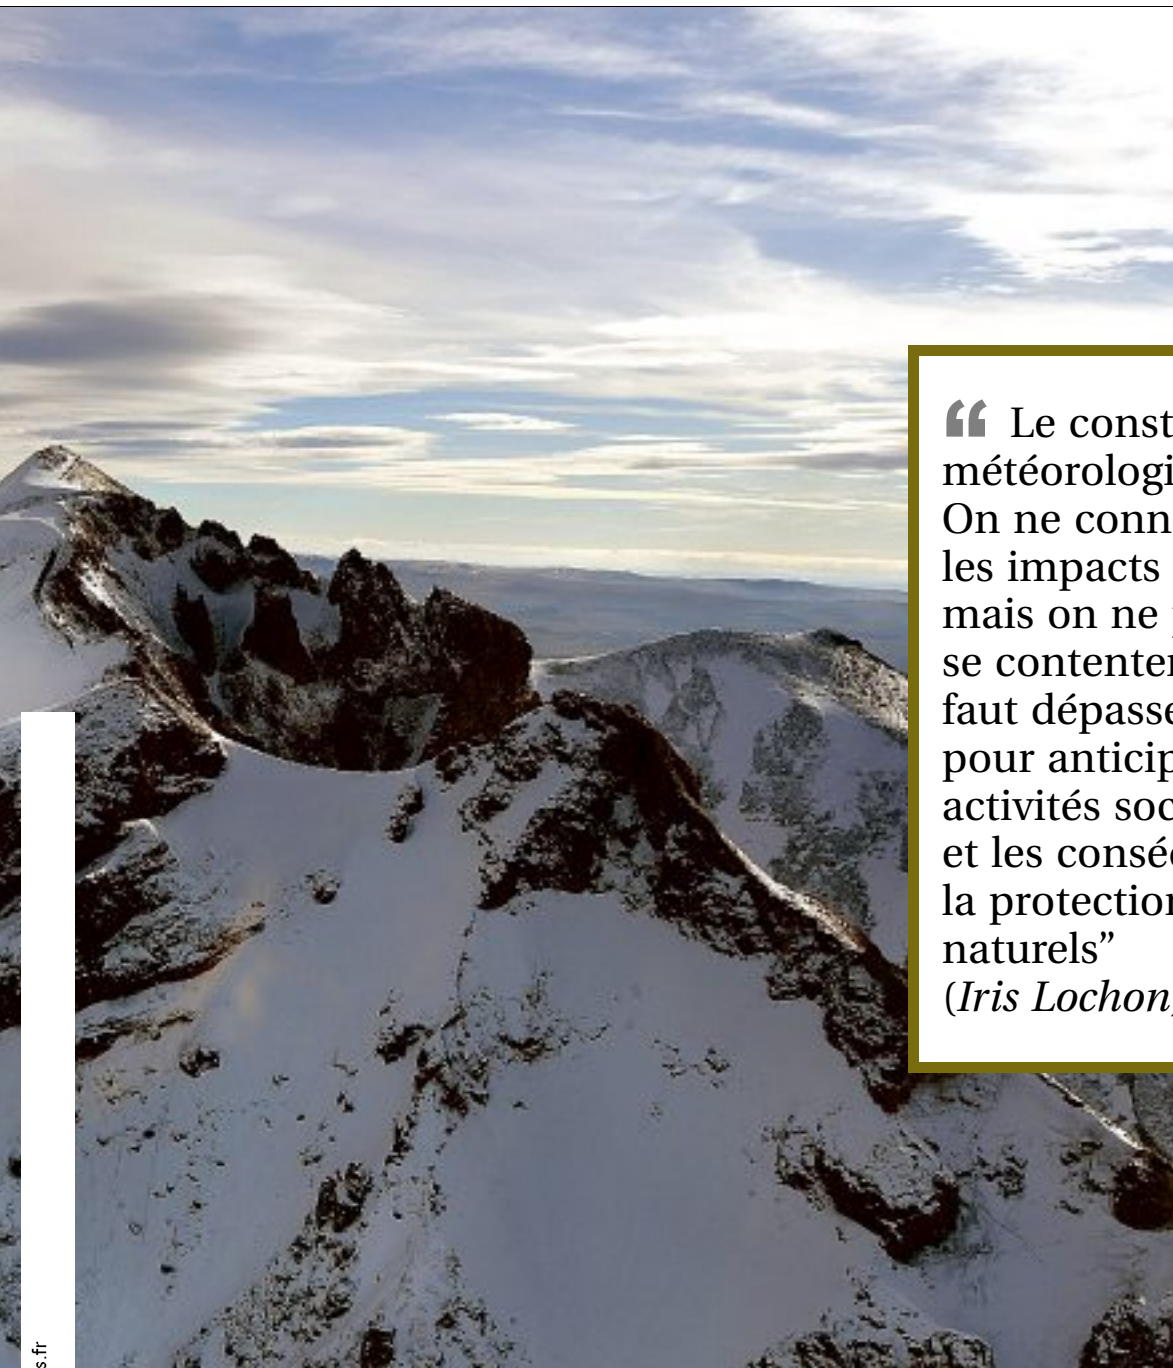 “ Le const
météorologi
On ne conn
les impacts
mais on ne
se contenter
faut dépasse
pour anticip
activités soc
et les consé
la protection
naturels”
(Iris Lochon,
s.fr